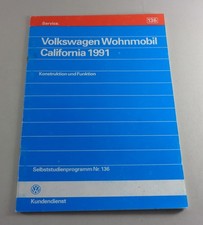 Service.
136
Volkswagen Wohnmobil
California 1991
Konstruktion und Funktion
Selbststudienprogramm Nr. 136
Kundendienst